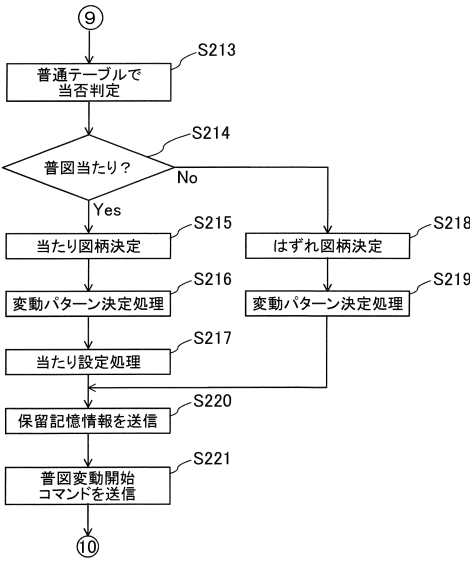 ⑨
S213
普通テーブルで
当否判定
S214
普図当たり?
No
Yes
S215
当たり図柄決定
S218
はずれ図柄決定
S216
変動パターン決定処理
S219
変動パターン決定処理
S217
当たり設定処理
S220
保留記憶情報を送信
S221
普図変動開始
コマンドを送信
⑩